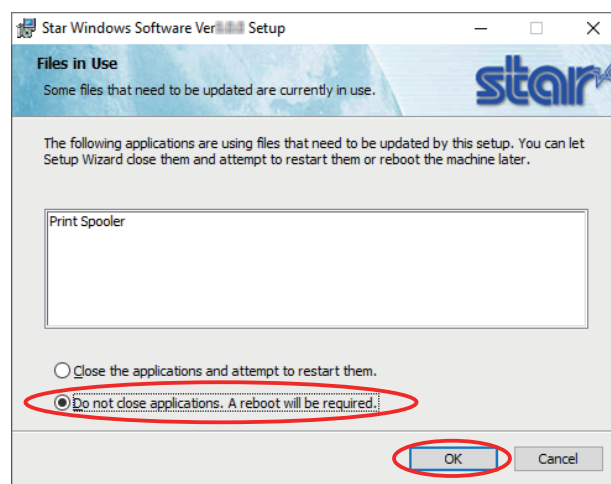 Star Windows Software Ver Setup
Files in Use
Some files that need to be updated are currently in use.
star
The following applications are using files that need to be updated by this setup. You can let
Setup Wizard close them and attempt to restart them or reboot the machine later.
Print Spooler
Close the applications and attempt to restart them.
Do not close applications. A reboot will be required.
OK Cancel